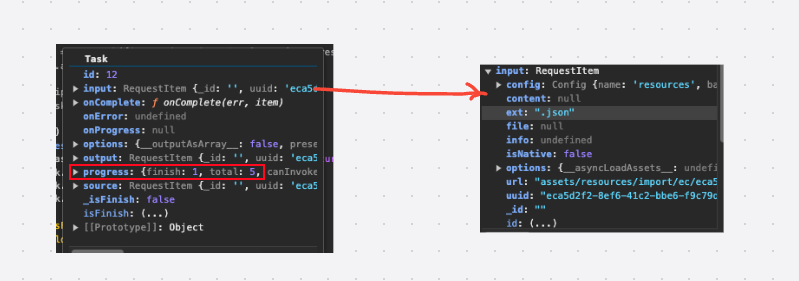 Task
id: 12
input: RequestItem {_id: '', uuid: 'eca5d
onComplete: ƒ onComplete(err, item)
onError: undefined
onProgress: null
options: {__outputAsArray__: false, prese
output: RequestItem {_id: '', uuid: 'eca5
progress: {finish: 1, total: 5, canInvoke
source: RequestItem {_id: '', uuid: 'eca5
_isFinish: false
isFinish: (...)
[[Prototype]]: Object
input: RequestItem
config: Config {name: 'resources', ba
content: null
ext: ".json"
file: null
info: undefined
isNative: false
options: {__asyncLoadAssets__: undefin
url: "assets/resources/import/ec/eca5
uuid: "eca5d2f2-8ef6-41c2-bbe6-f9c79d
_id: ""
id: (...)